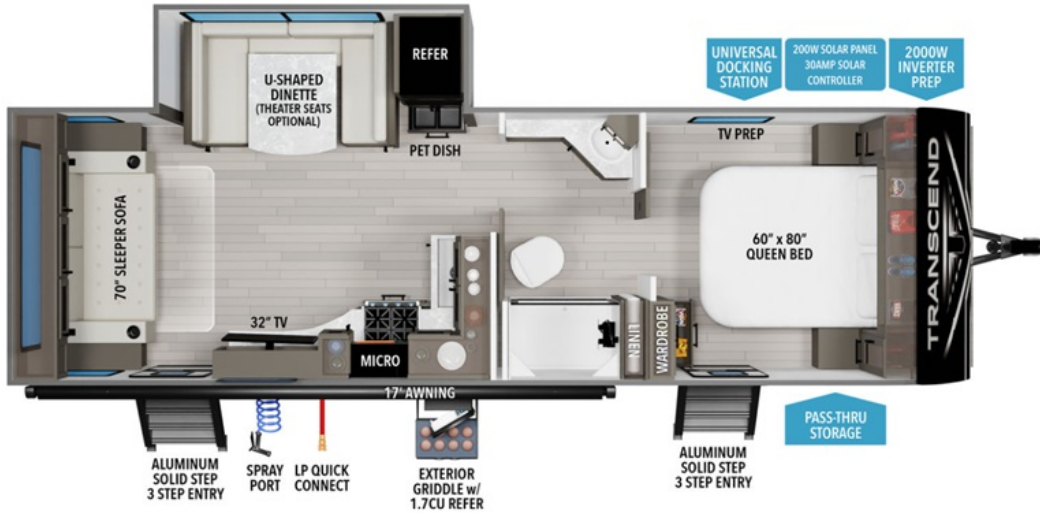 UNIVERSAL
DOCKING
STATION
200W SOLAR PANEL
30AMP SOLAR
CONTROLLER
2000W
INVERTER
PREP
REFER
U-SHAPED
DINETTE
(THEATER SEATS
OPTIONAL)
PET DISH
TV PREP
70" SLEEPER SOFA
60" x 80"
QUEEN BED
TRANSCEND
32" TV
MICRO
LINEN
WARDROBE
17' AWNING
PASS-THRU
STORAGE
ALUMINUM
SOLID STEP
3 STEP ENTRY
SPRAY
PORT
LP QUICK
CONNECT
EXTERIOR
GRIDDLE w/
1.7CU REFER
ALUMINUM
SOLID STEP
3 STEP ENTRY